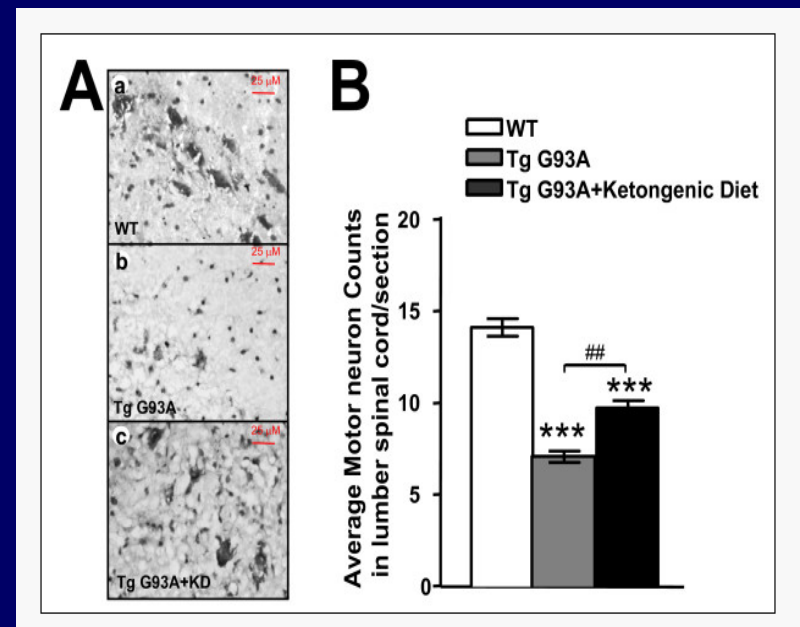 A
a
25 µM
WT
b
25 µM
Tg G93A
c
25 µM
Tg G93A+KD
B
WT
Tg G93A
Tg G93A+Ketongenic Diet
Average Motor neuron Counts
in lumber spinal cord/section
20
15
10
5
0
##
***
***